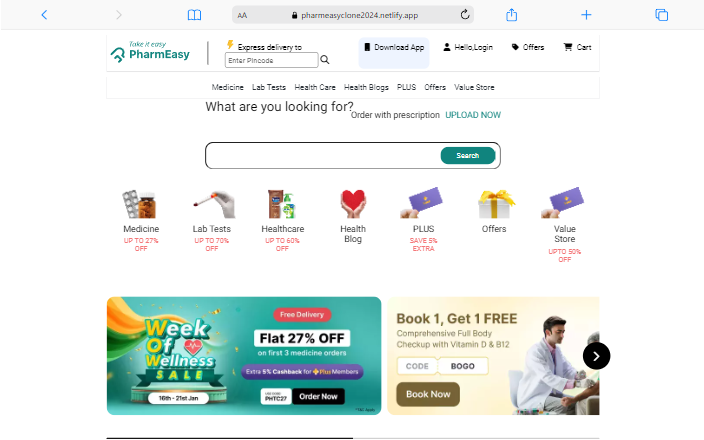 AA pharmeasyclone2024.netlify.app
Take it easy
PharmEasy
Express delivery to
Enter Pincode
Download App
Hello,Login
Offers
Cart
Medicine Lab Tests Health Care Health Blogs PLUS Offers Value Store
What are you looking for?
Order with prescription UPLOAD NOW
Search
Medicine
UP TO 27%
OFF
Lab Tests
UP TO 70%
OFF
Healthcare
UP TO 60%
OFF
Health
Blog
PLUS
SAVE 5%
EXTRA
Offers
Value
Store
UPTO 50%
OFF
Week
Of
Wellness
SALE
16th - 21st Jan
Free Delivery
Flat 27% OFF
on first 3 medicine orders
Extra 5% Cashback for Plus Members
PHTC27
Order Now
Book 1, Get 1 FREE
Comprehensive Full Body
Checkup with Vitamin D & B12
CODE BOGO
Book Now